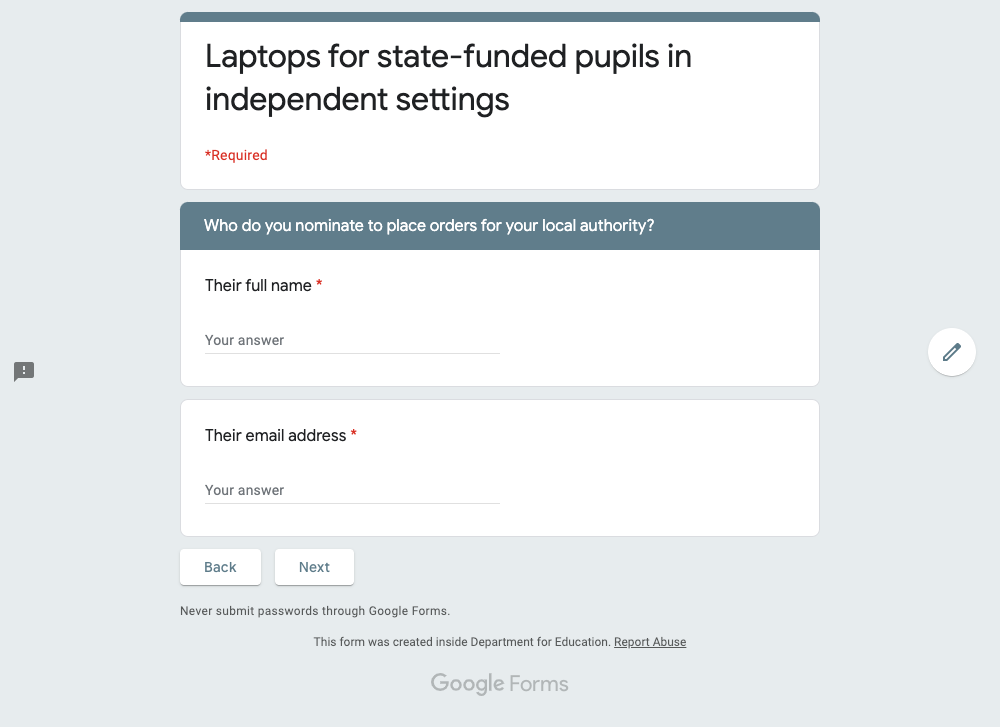 Laptops for state-funded pupils in
independent settings
*Required
Who do you nominate to place orders for your local authority?
Their full name *
Your answer
Their email address *
Your answer
Back
Next
Never submit passwords through Google Forms.
This form was created inside Department for Education. Report Abuse
Google Forms